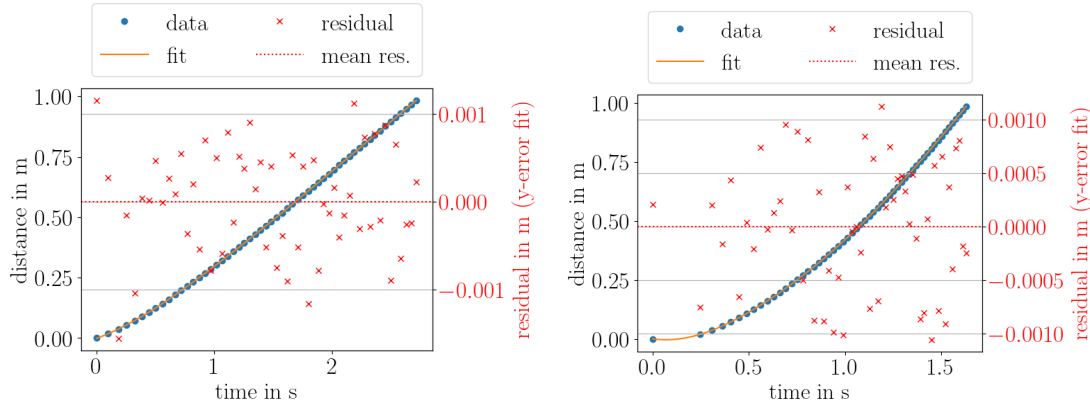 data
residual
fit
mean res.
1.00
0.75
0.50
0.25
0.00
distance in m
0
1
2
time in s
0.001
0.000
−0.001
residual in m (y-error fit)
data
residual
fit
mean res.
1.00
0.75
0.50
0.25
0.00
distance in m
0.0
0.5
1.0
1.5
time in s
0.0010
0.0005
0.0000
−0.0005
−0.0010
residual in m (y-error fit)